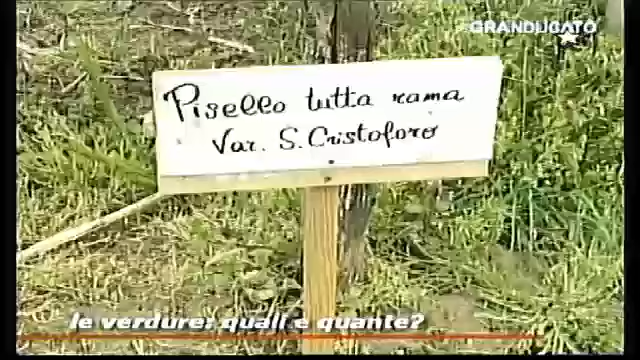 GRANDUCATO
Pisello tutta rama
Var. S. Cristoforo
le verdure: quali e quante?